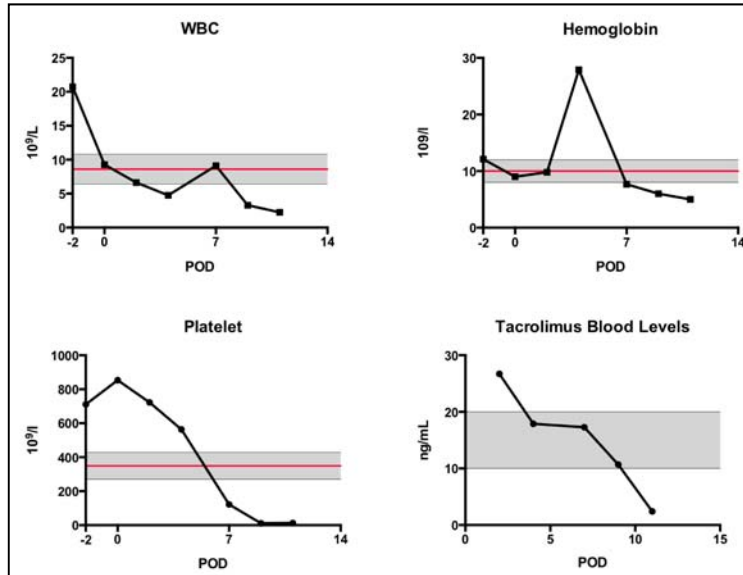 WBC
25
20
15
10
5
0
10⁹/L
-2 0 7 14
POD
Hemoglobin
30
20
10
0
109/l
-2 0 7 14
POD
Platelet
1000
800
600
400
200
0
10⁹/l
-2 0 7 14
POD
Tacrolimus Blood Levels
30
20
10
0
ng/mL
0 5 10 15
POD